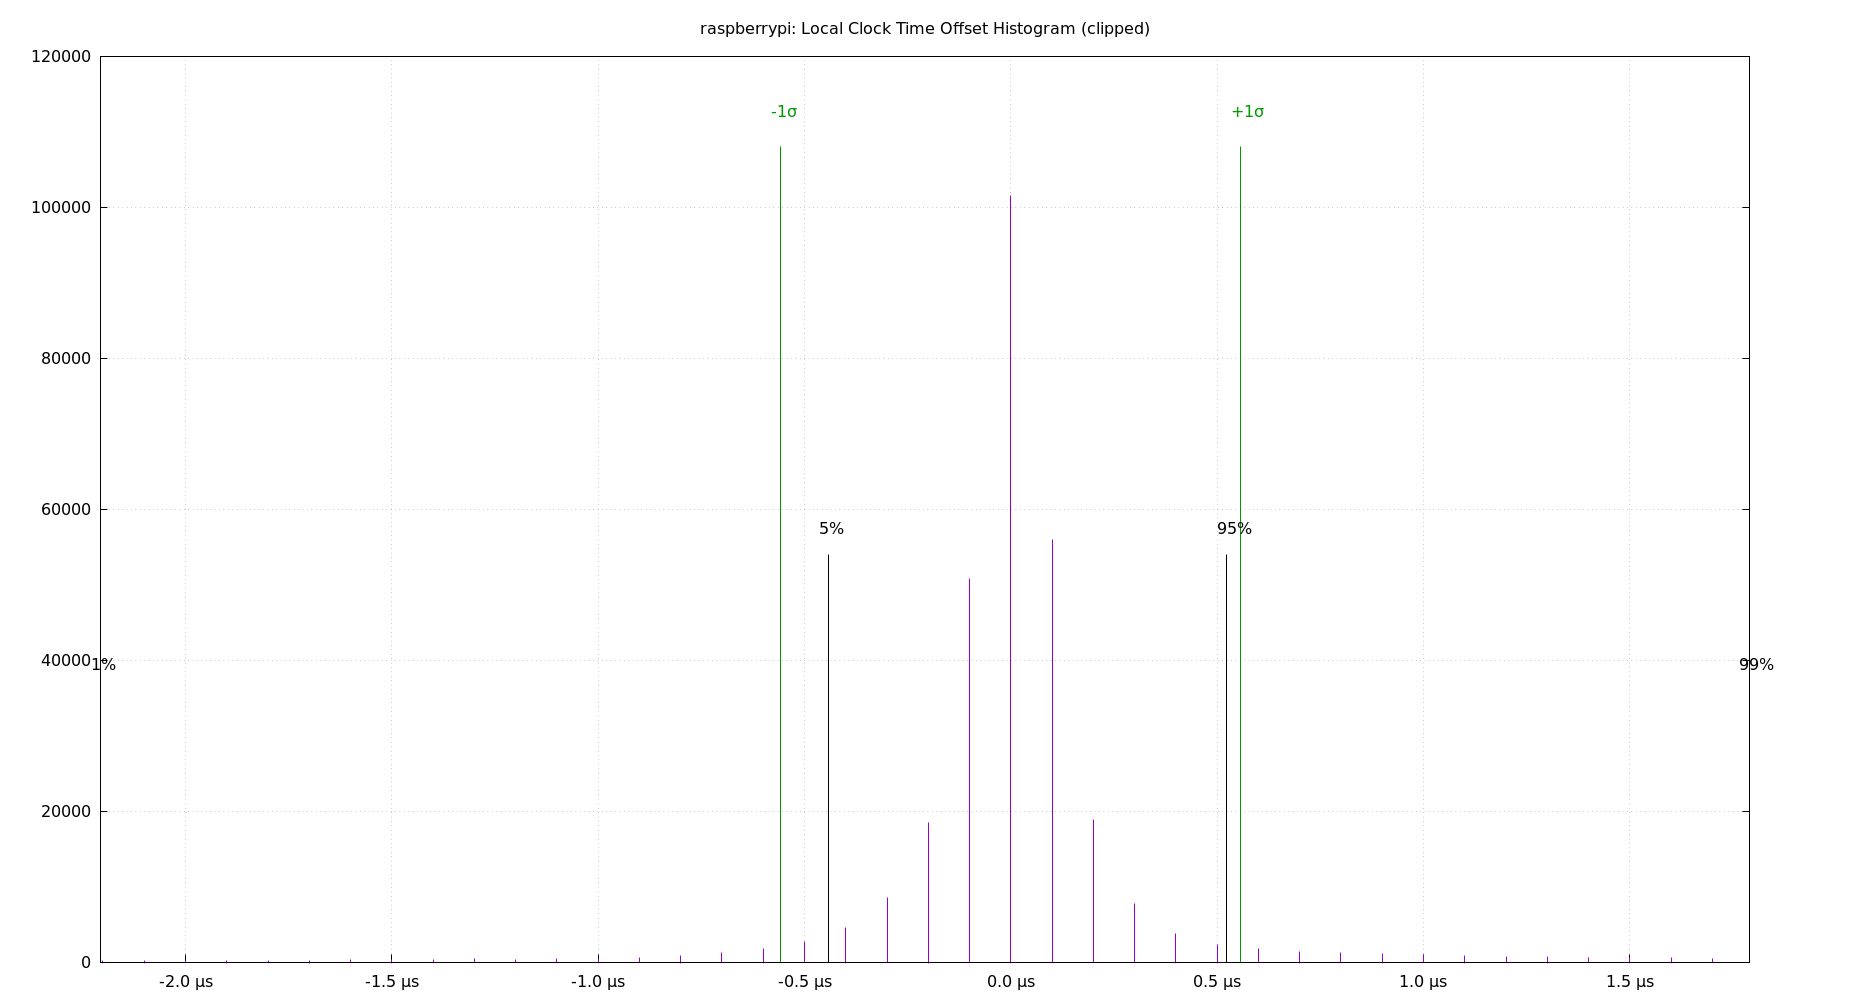 raspberrypi: Local Clock Time Offset Histogram (clipped)
120000
-1σ
+1σ
100000
80000
60000
5%
95%
40000
1%
99%
20000
0
-2.0 µs
-1.5 µs
-1.0 µs
-0.5 µs
0.0 µs
0.5 µs
1.0 µs
1.5 µs